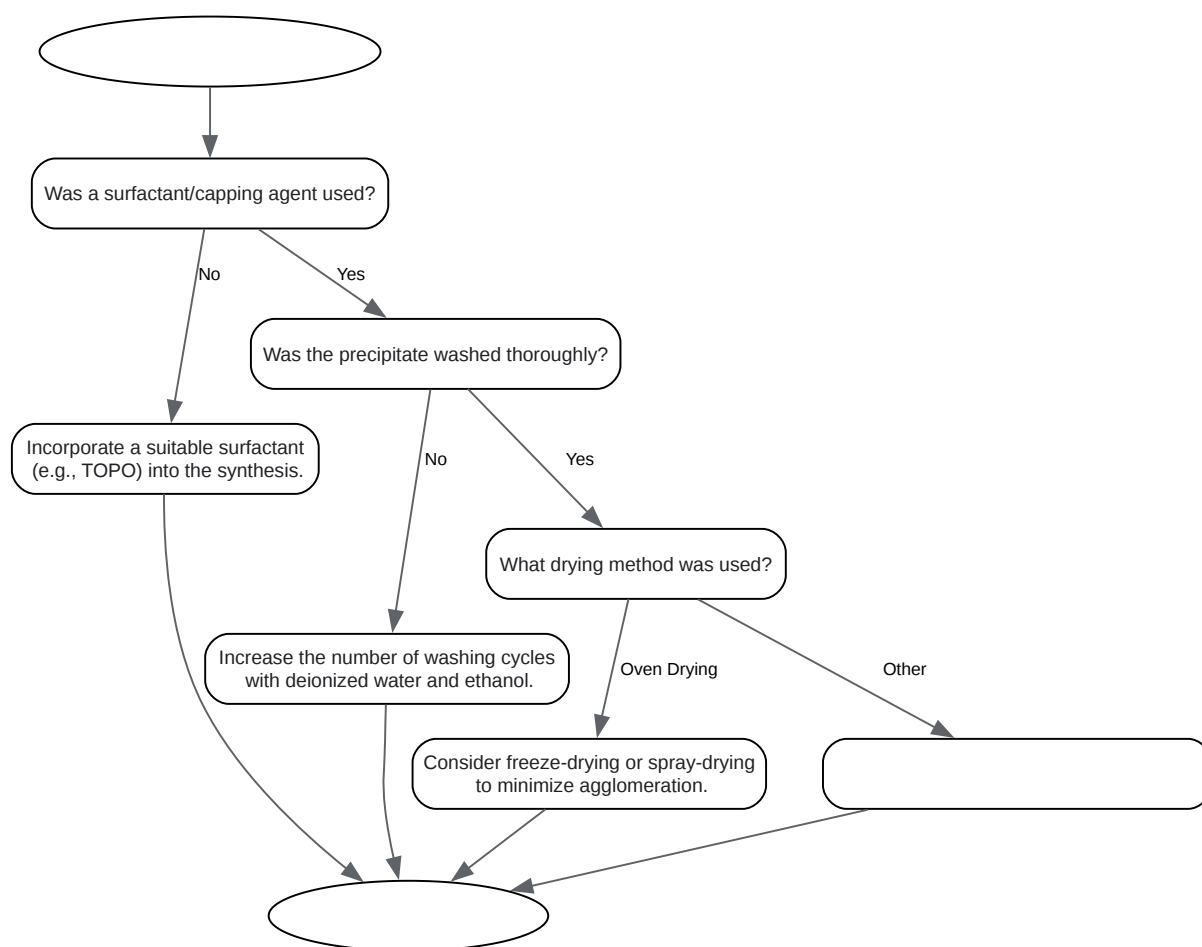 Was a surfactant/capping agent used?
No
Yes
Was the precipitate washed thoroughly?
Incorporate a suitable surfactant
(e.g., TOPO) into the synthesis.
No
Yes
What drying method was used?
Increase the number of washing cycles
with deionized water and ethanol.
Oven Drying
Other
Consider freeze-drying or spray-drying
to minimize agglomeration.